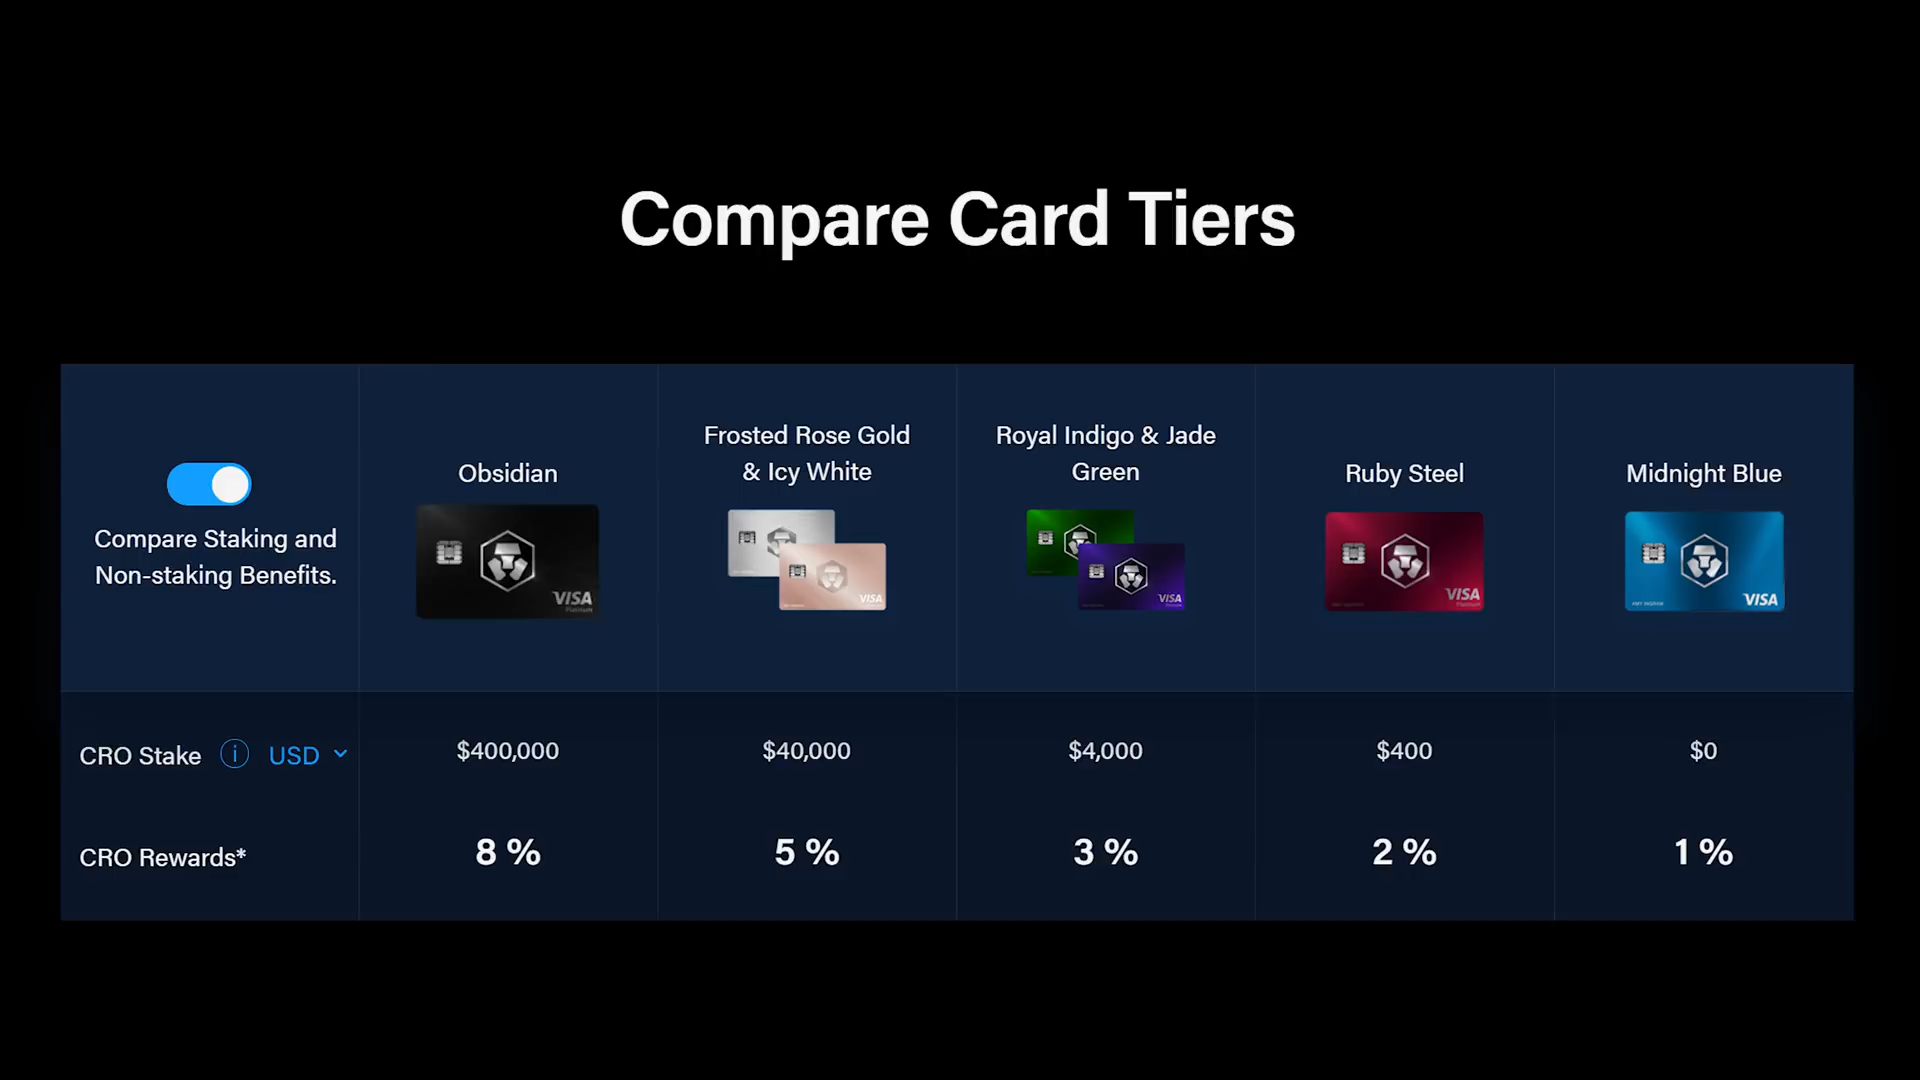 Compare Card Tiers
Compare Staking and
Non-staking Benefits.
Obsidian
VISA
Platinum
Frosted Rose Gold
& Icy White
VISA
Royal Indigo & Jade
Green
VISA
Ruby Steel
VISA
Platinum
Midnight Blue
VISA
CRO Stake USD
$400,000
$40,000
$4,000
$400
$0
CRO Rewards*
8 %
5 %
3 %
2 %
1 %